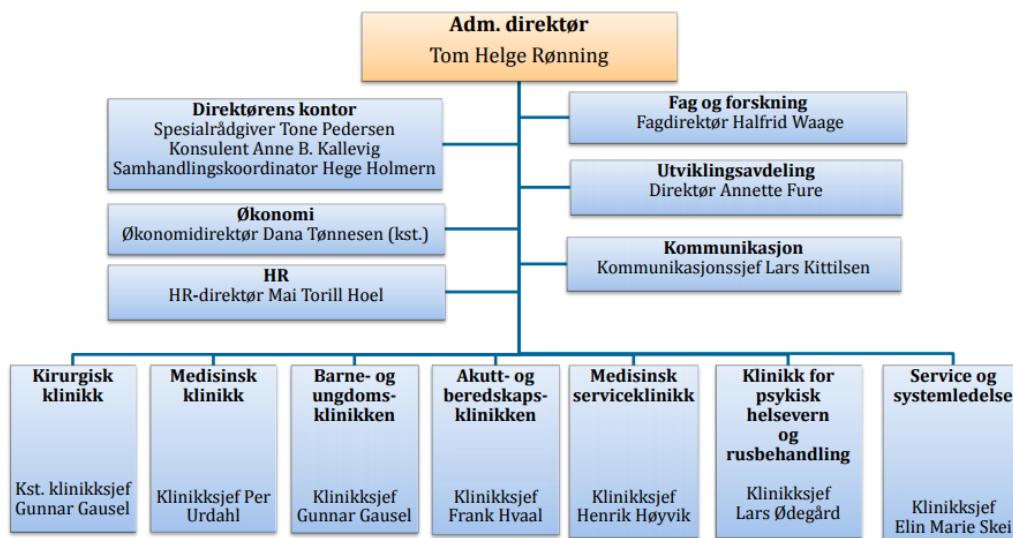 Adm. direktør
Tom Helge Rønning
Direktørens kontor
Spesialrådgiver Tone Pedersen
Konsulent Anne B. Kallevig
Samhandlingskoordinator Hege Holmern
Fag og forskning
Fagdirektør Halfrid Waage
Utviklingsavdeling
Direktør Annette Fure
Økonomi
Økonomidirektør Dana Tønnesen (kst.)
Kommunikasjon
Kommunikasjonssjef Lars Kittilsen
HR
HR-direktør Mai Torill Hoel
Kirurgisk
klinikk
Kst. klinikksjef
Gunnar Gausel
Medisinsk
klinikk
Klinikksjef Per
Urdahl
Barne- og
ungdoms-
klinikken
Klinikksjef
Gunnar Gausel
Akutt- og
beredskaps-
klinikken
Klinikksjef
Frank Hvaal
Medisinsk
serviceklinikk
Klinikksjef
Henrik Høyvik
Klinikk for
psykisk
helsevern
og
rusbehandling
Klinikksjef
Lars Ødegård
Service og
systemledelse
Klinikksjef
Elin Marie Skei